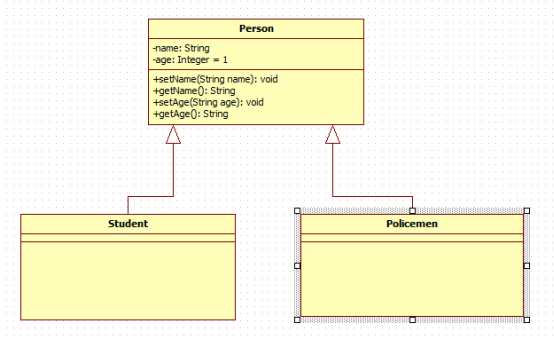 Person
-name: String
-age: Integer = 1
+setName(String name): void
+getName(): String
+setAge(String age): void
+getAge(): String
Student
Policemen